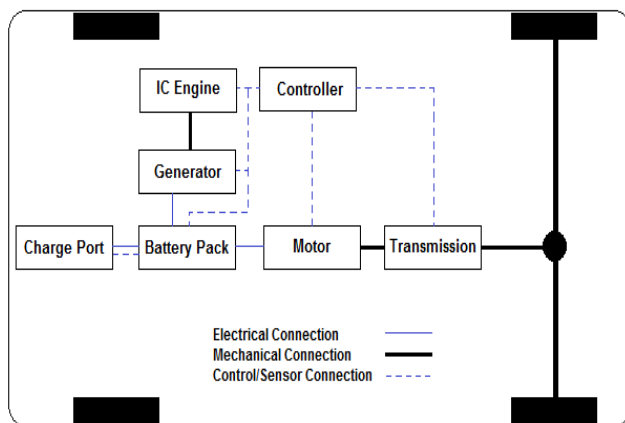 IC Engine
Controller
Generator
Charge Port
Battery Pack
Motor
Transmission
Electrical Connection
Mechanical Connection
Control/Sensor Connection